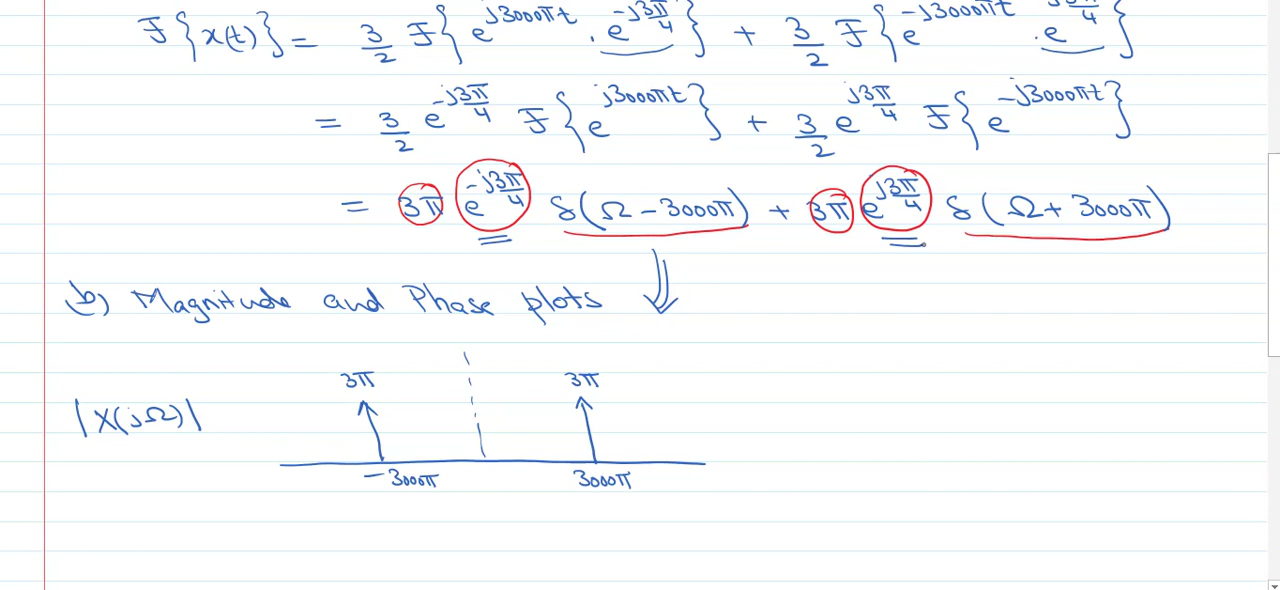 F{x(t)} = 3/2 F{e^{j3000πt} . e^{-j3π/4}} + 3/2 F{e^{-j3000πt} . e^{j3π/4}}
= 3/2 e^{-j3π/4} F{e^{j3000πt}} + 3/2 e^{j3π/4} F{e^{-j3000πt}}
= 3π e^{-j3π/4} δ(Ω - 3000π) + 3π e^{j3π/4} δ(Ω + 3000π)
b) Magnitude and Phase plots ⇓
3π 3π
|X(jΩ)|
-3000π 3000π